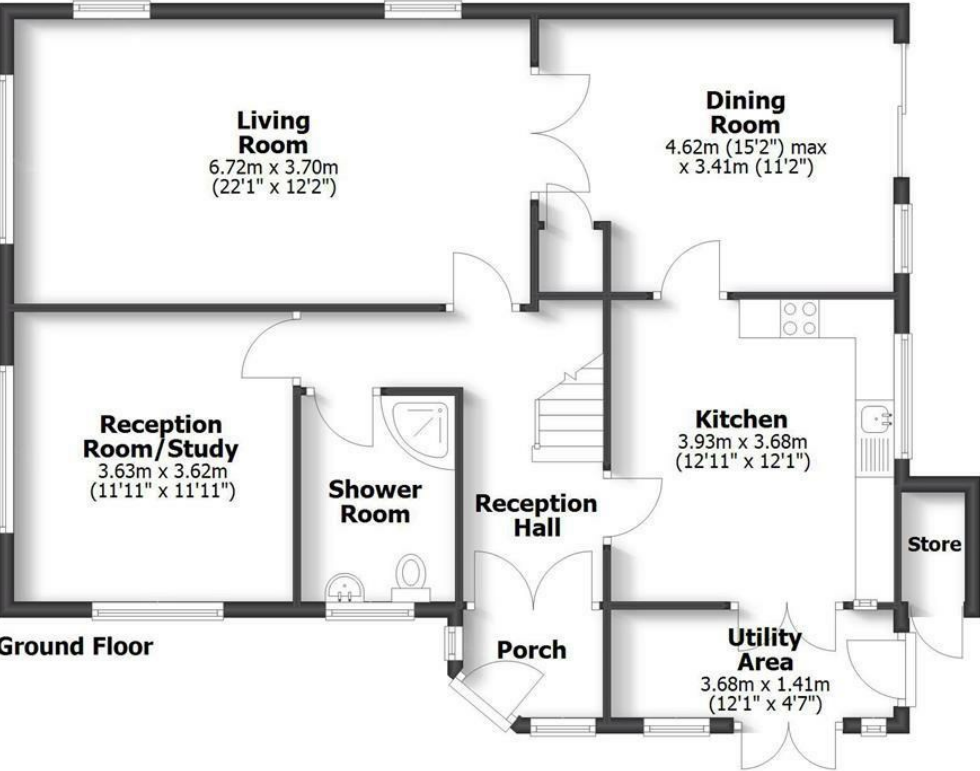 Living
Room
6.72m x 3.70m
(22'1" x 12'2")
Dining
Room
4.62m (15'2") max
x 3.41m (11'2")
Reception
Room/Study
3.63m x 3.62m
(11'11" x 11'11")
Shower
Room
Reception
Hall
Kitchen
3.93m x 3.68m
(12'11" x 12'1")
Store
Ground Floor
Porch
Utility
Area
3.68m x 1.41m
(12'1" x 4'7")